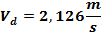 V_d = 2,126 m/s